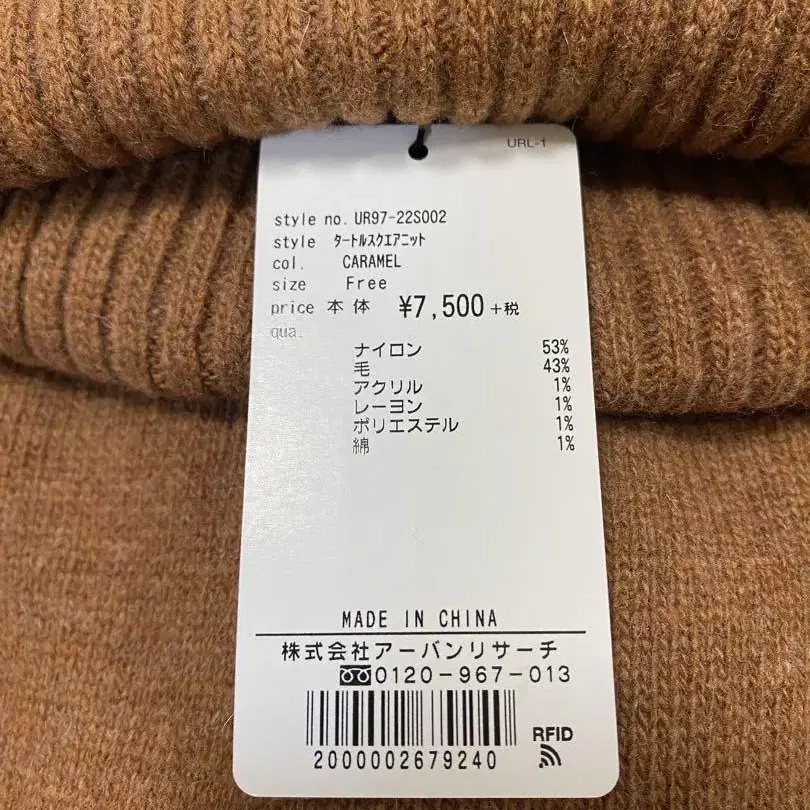 URL-1
style no. UR97-22S002
style ﾀｰﾄﾙｽｸｴｱﾆｯﾄ
col. CARAMEL
size Free
price 本体 ¥7,500 +税
qua.
ナイロン 53%
毛 43%
アクリル 1%
レーヨン 1%
ポリエステル 1%
綿 1%
MADE IN CHINA
株式会社アーバンリサーチ
0120-967-013
RFID
2000002679240